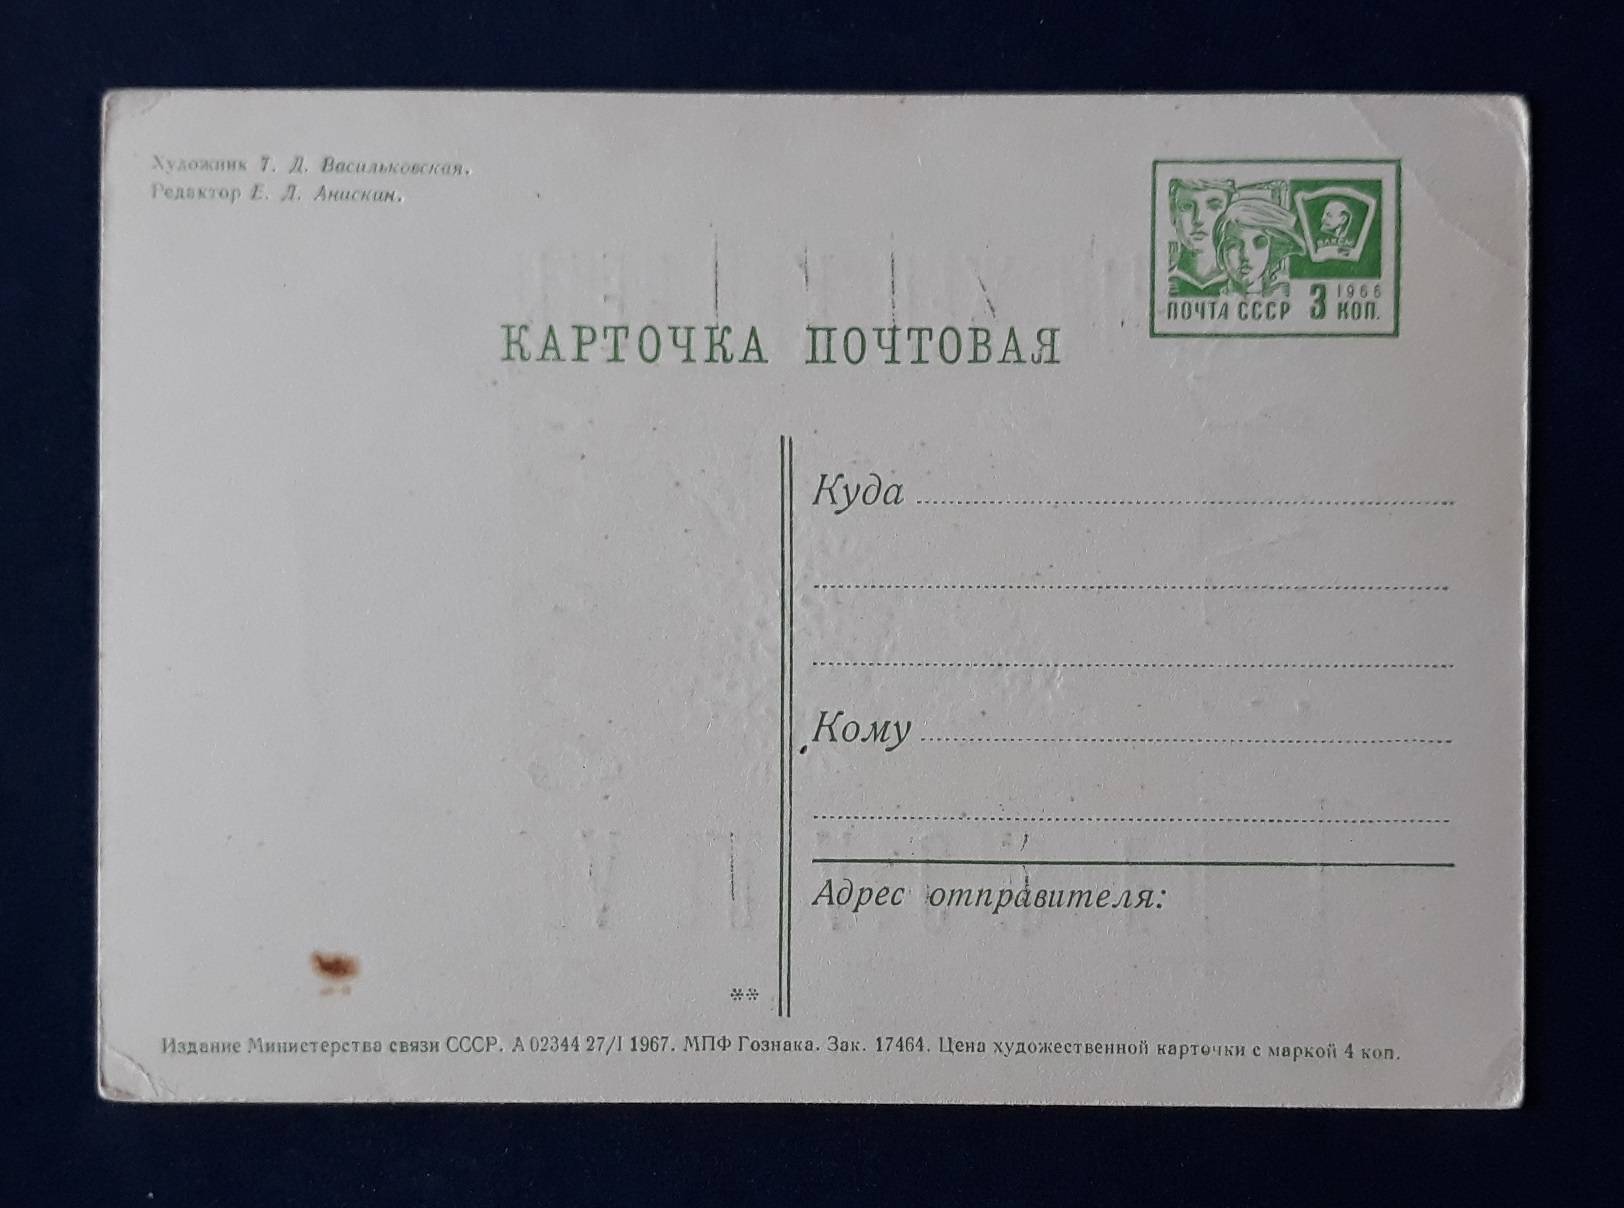 Художник Т. Д. Васильковская.
Редактор Е. Л. Анискин.
ВЛКСМ
1966
ПОЧТА СССР 3 КОП.
КАРТОЧКА ПОЧТОВАЯ
Куда
Кому
Адрес отправителя:
**
Издание Министерства связи СССР. А 02344 27/I 1967. МПФ Гознака. Зак. 17464. Цена художественной карточки с маркой 4 коп.